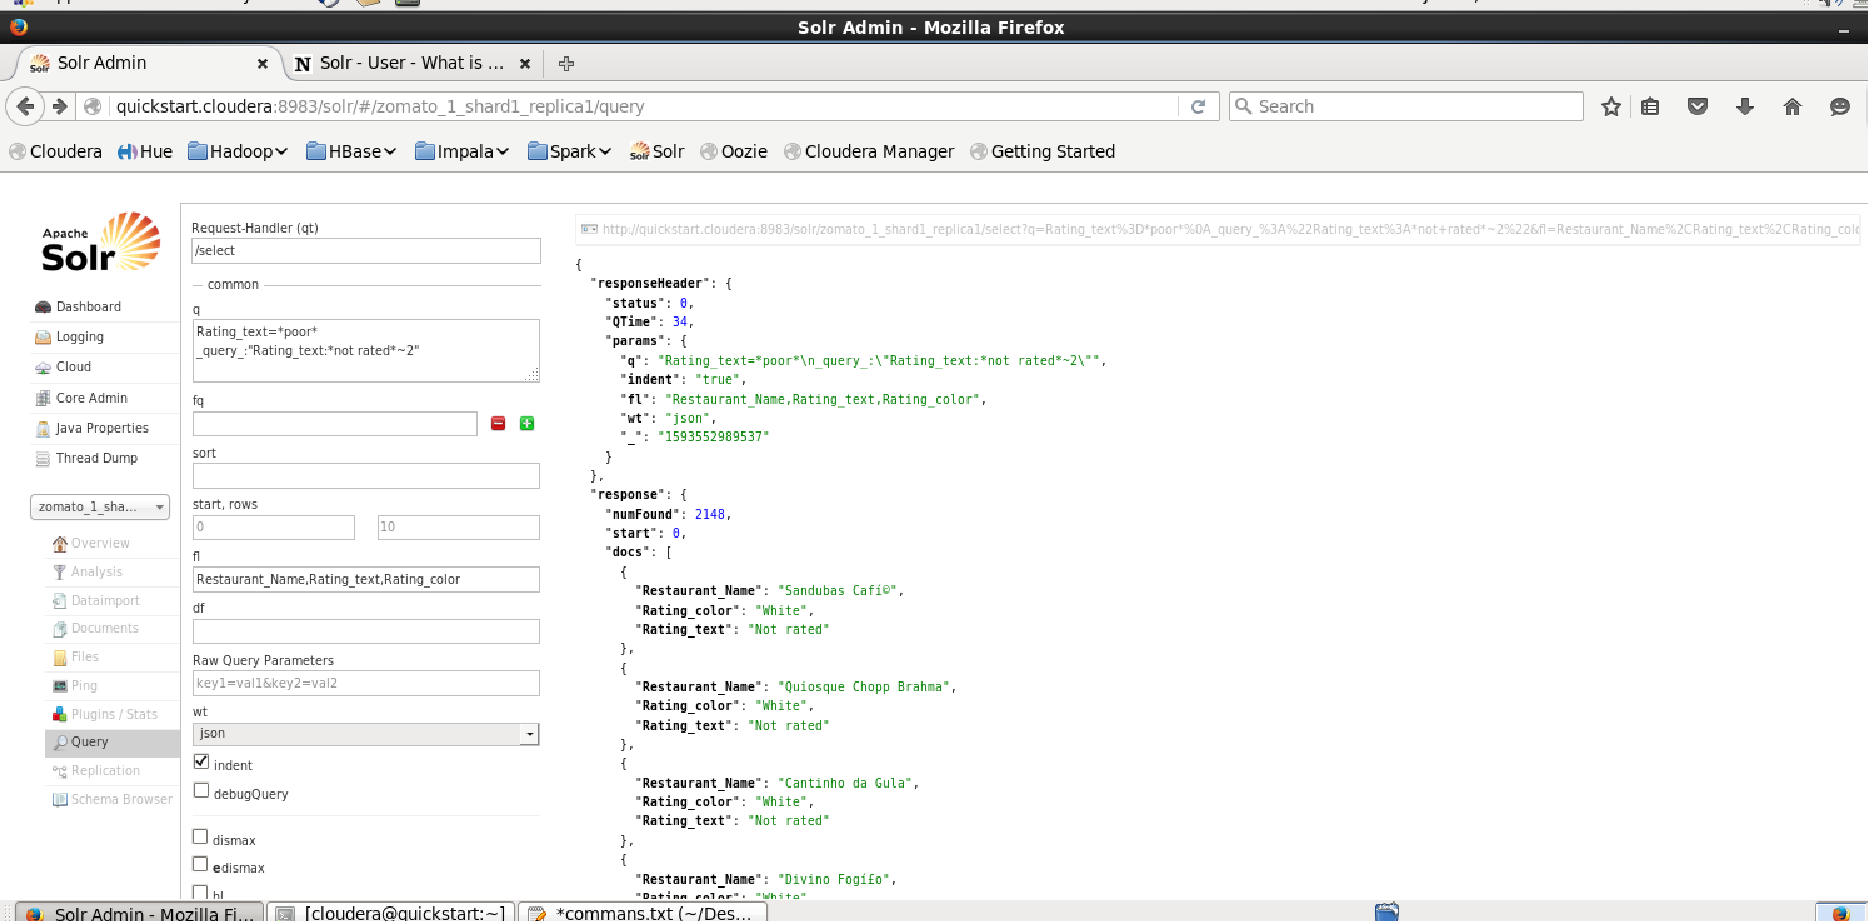 Solr Admin - Mozilla Firefox
Solr Admin
Solr - User - What is ...
quickstart.cloudera:8983/solr/#/zomato_1_shard1_replica1/query
Search
Cloudera Hue Hadoop HBase Impala Spark Solr Oozie Cloudera Manager Getting Started
Apache
Solr
Dashboard
Logging
Cloud
Core Admin
Java Properties
Thread Dump
zomato_1_sha...
Overview
Analysis
Dataimport
Documents
Files
Ping
Plugins / Stats
Query
Replication
Schema Browser
Request-Handler (qt)
/select
common
q
Rating_text=*poor*
_query_:"Rating_text:*not rated*~2"
fq
sort
start, rows
0 10
fl
Restaurant_Name,Rating_text,Rating_color
df
Raw Query Parameters
key1=val1&key2=val2
wt
json
indent
debugQuery
dismax
edismax
hl
http://quickstart.cloudera:8983/solr/zomato_1_shard1_replica1/select?q=Rating_text%3D*poor*%0A_query_%3A%22Rating_text%3A*not+rated*~2%22&fl=Restaurant_Name%2CRating_text%2CRating_colo
{
"responseHeader": {
"status": 0,
"QTime": 34,
"params": {
"q": "Rating_text=*poor*\n_query_:\"Rating_text:*not rated*~2\"",
"indent": "true",
"fl": "Restaurant_Name,Rating_text,Rating_color",
"wt": "json",
"_": "1593552989537"
}
},
"response": {
"numFound": 2148,
"start": 0,
"docs": [
{
"Restaurant_Name": "Sandubas Cafí©",
"Rating_color": "White",
"Rating_text": "Not rated"
},
{
"Restaurant_Name": "Quiosque Chopp Brahma",
"Rating_color": "White",
"Rating_text": "Not rated"
},
{
"Restaurant_Name": "Cantinho da Gula",
"Rating_color": "White",
"Rating_text": "Not rated"
},
{
"Restaurant_Name": "Divino Fogí£o",
"Rating_color": "White",
Solr Admin - Mozilla Fi...
[cloudera@quickstart:~]
*commans.txt (~/Des...